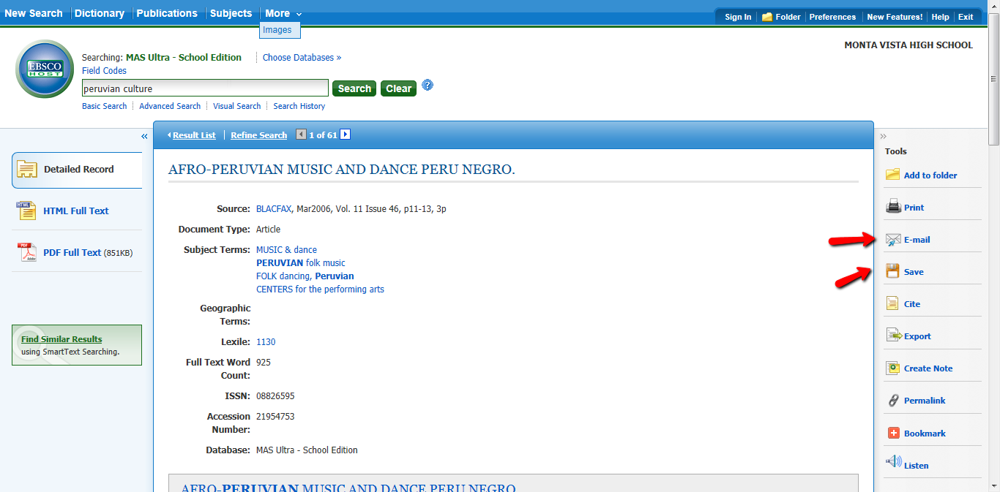 New Search Dictionary Publications Subjects More
Sign In Folder Preferences New Features! Help Exit
Images
MONTA VISTA HIGH SCHOOL
EBSCO
HOST
Searching: MAS Ultra - School Edition Choose Databases »
Field Codes
peruvian culture Search Clear ?
Basic Search Advanced Search Visual Search Search History
«
Result List Refine Search 1 of 61
»
Detailed Record
HTML
HTML Full Text
PDF
Adobe
PDF Full Text (851KB)
Find Similar Results
using SmartText Searching.
AFRO-PERUVIAN MUSIC AND DANCE PERU NEGRO.
Source: BLACFAX, Mar2006, Vol. 11 Issue 46, p11-13, 3p
Document Type: Article
Subject Terms: MUSIC & dance
PERUVIAN folk music
FOLK dancing, Peruvian
CENTERS for the performing arts
Geographic
Terms:
Lexile: 1130
Full Text Word 925
Count:
ISSN: 08826595
Accession 21954753
Number:
Database: MAS Ultra - School Edition
AFRO-PERUVIAN MUSIC AND DANCE PERU NEGRO
Tools
Add to folder
Print
E-mail
Save
Cite
Export
Create Note
Permalink
Bookmark
Listen